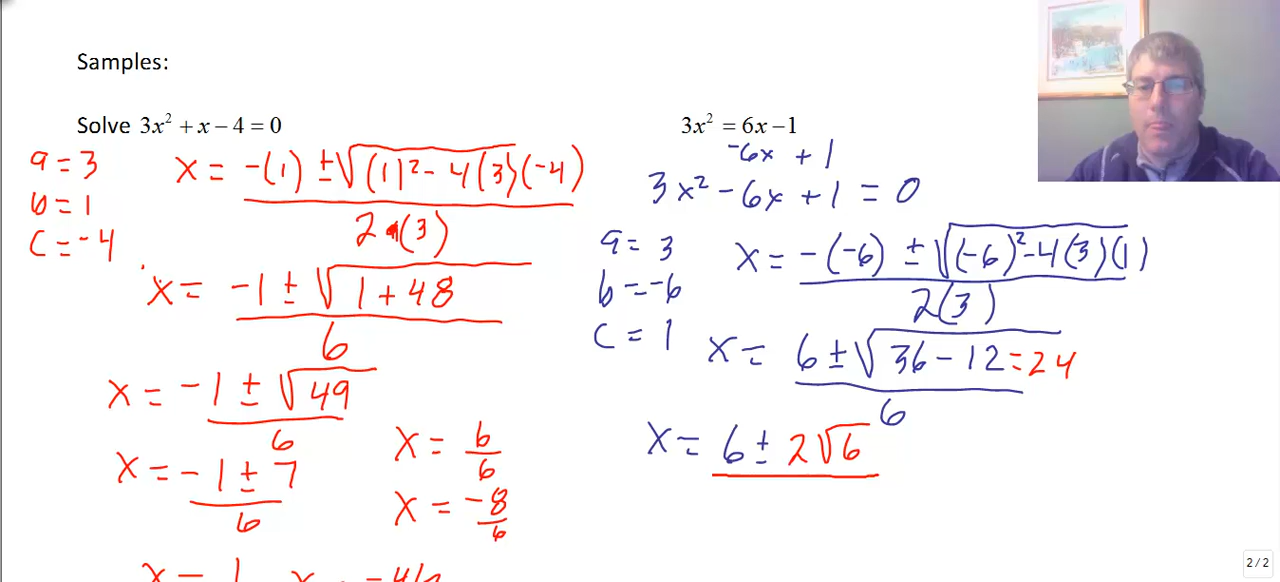 Samples:
Solve 3x² + x − 4 = 0
a = 3
b = 1
c = -4
x = -(1) ± √(1)² - 4(3)(-4)
2 (3)
x = -1 ± √1 + 48
6
x = -1 ± √49
6
x = -1 ± 7
6
x = 6
6
x = -8
6
x = 1
3x² = 6x − 1
-6x + 1
3x² - 6x + 1 = 0
a = 3
b = -6
c = 1
x = -(-6) ± √(-6)² - 4(3)(1)
2(3)
x = 6 ± √36 - 12 = 24
6
x = 6 ± 2√6
2 / 2